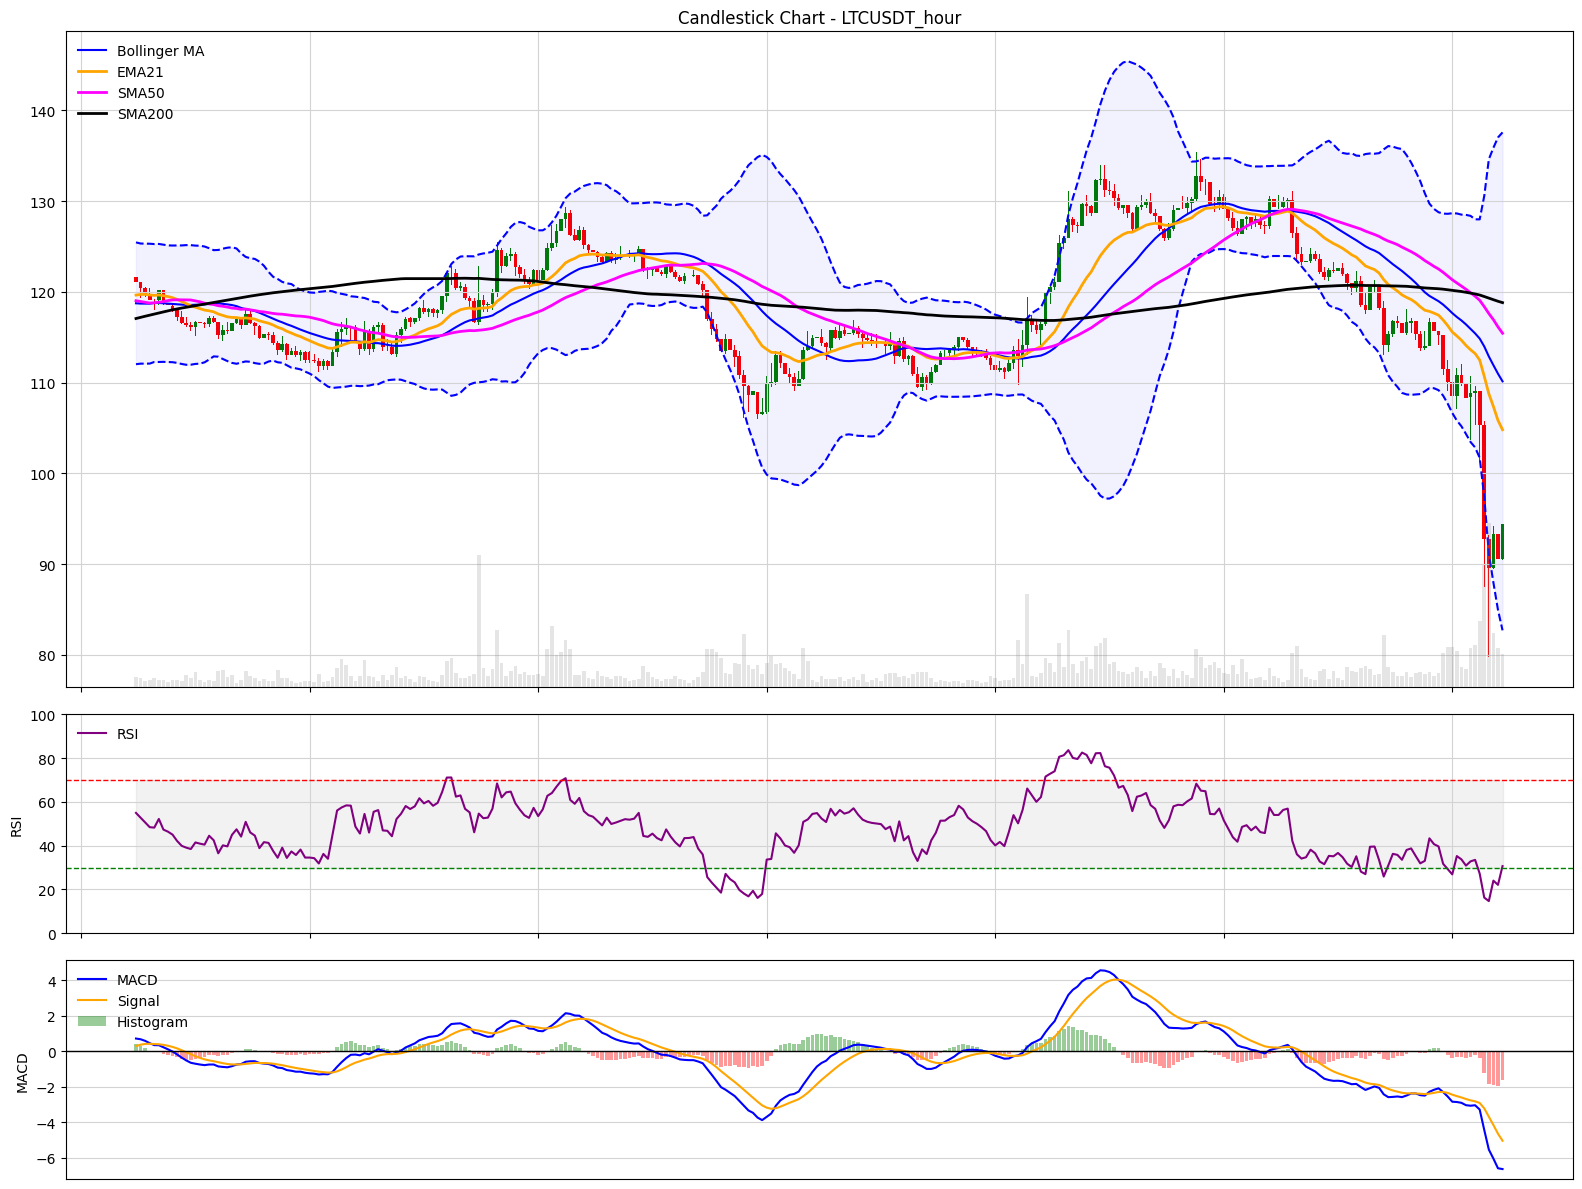 Candlestick Chart - LTCUSDT_hour
Bollinger MA
EMA21
SMA50
SMA200
140
130
120
110
100
90
80
RSI
100
80
60
40
20
0
RSI
MACD
Signal
Histogram
4
2
0
−2
−4
−6
MACD